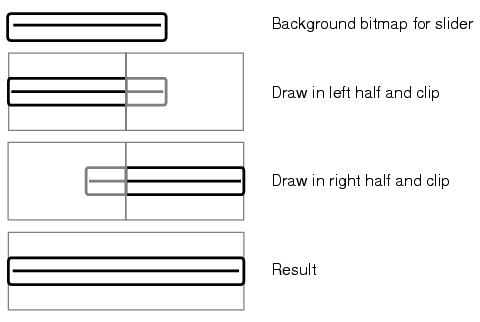 Background bitmap for slider
Draw in left half and clip
Draw in right half and clip
Result